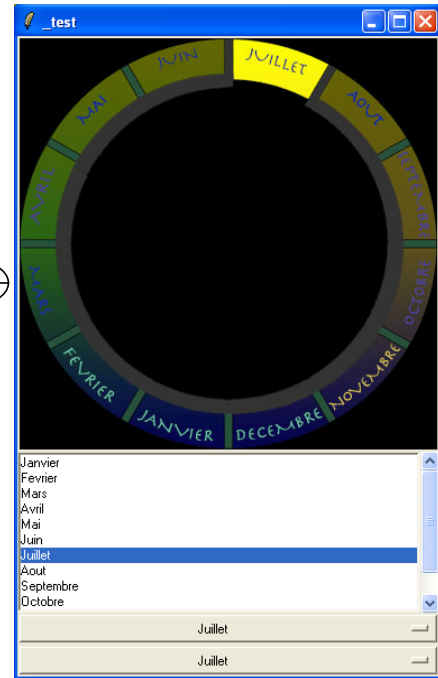 _test
JUIN
JUILLET
MAI
AOUT
AVRIL
SEPTEMBRE
MARS
OCTOBRE
FEVRIER
NOVEMBRE
JANVIER
DECEMBRE
Janvier
Fevrier
Mars
Avril
Mai
Juin
Juillet
Aout
Septembre
Octobre
Juillet
Juillet